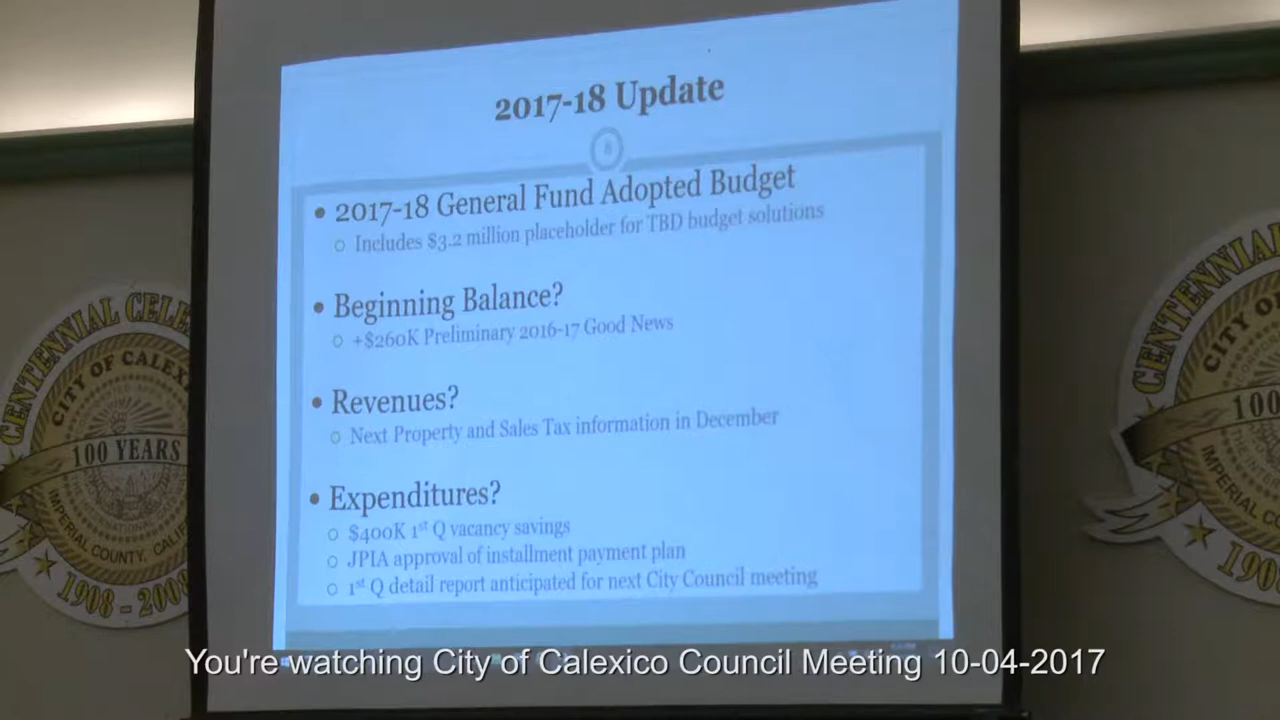 2017-18 Update
8
• 2017-18 General Fund Adopted Budget
○ Includes $3.2 million placeholder for TBD budget solutions
• Beginning Balance?
○ +$260K Preliminary 2016-17 Good News
• Revenues?
○ Next Property and Sales Tax information in December
• Expenditures?
○ $400K 1st Q vacancy savings
○ JPIA approval of installment payment plan
○ 1st Q detail report anticipated for next City Council meeting
CENTENNIAL
CITY OF
100 YEARS
IMPERIAL COUNTY,
1908 - 2008
CENTENNIAL
CITY OF
100
IMPERIAL
You're watching City of Calexico Council Meeting 10-04-2017